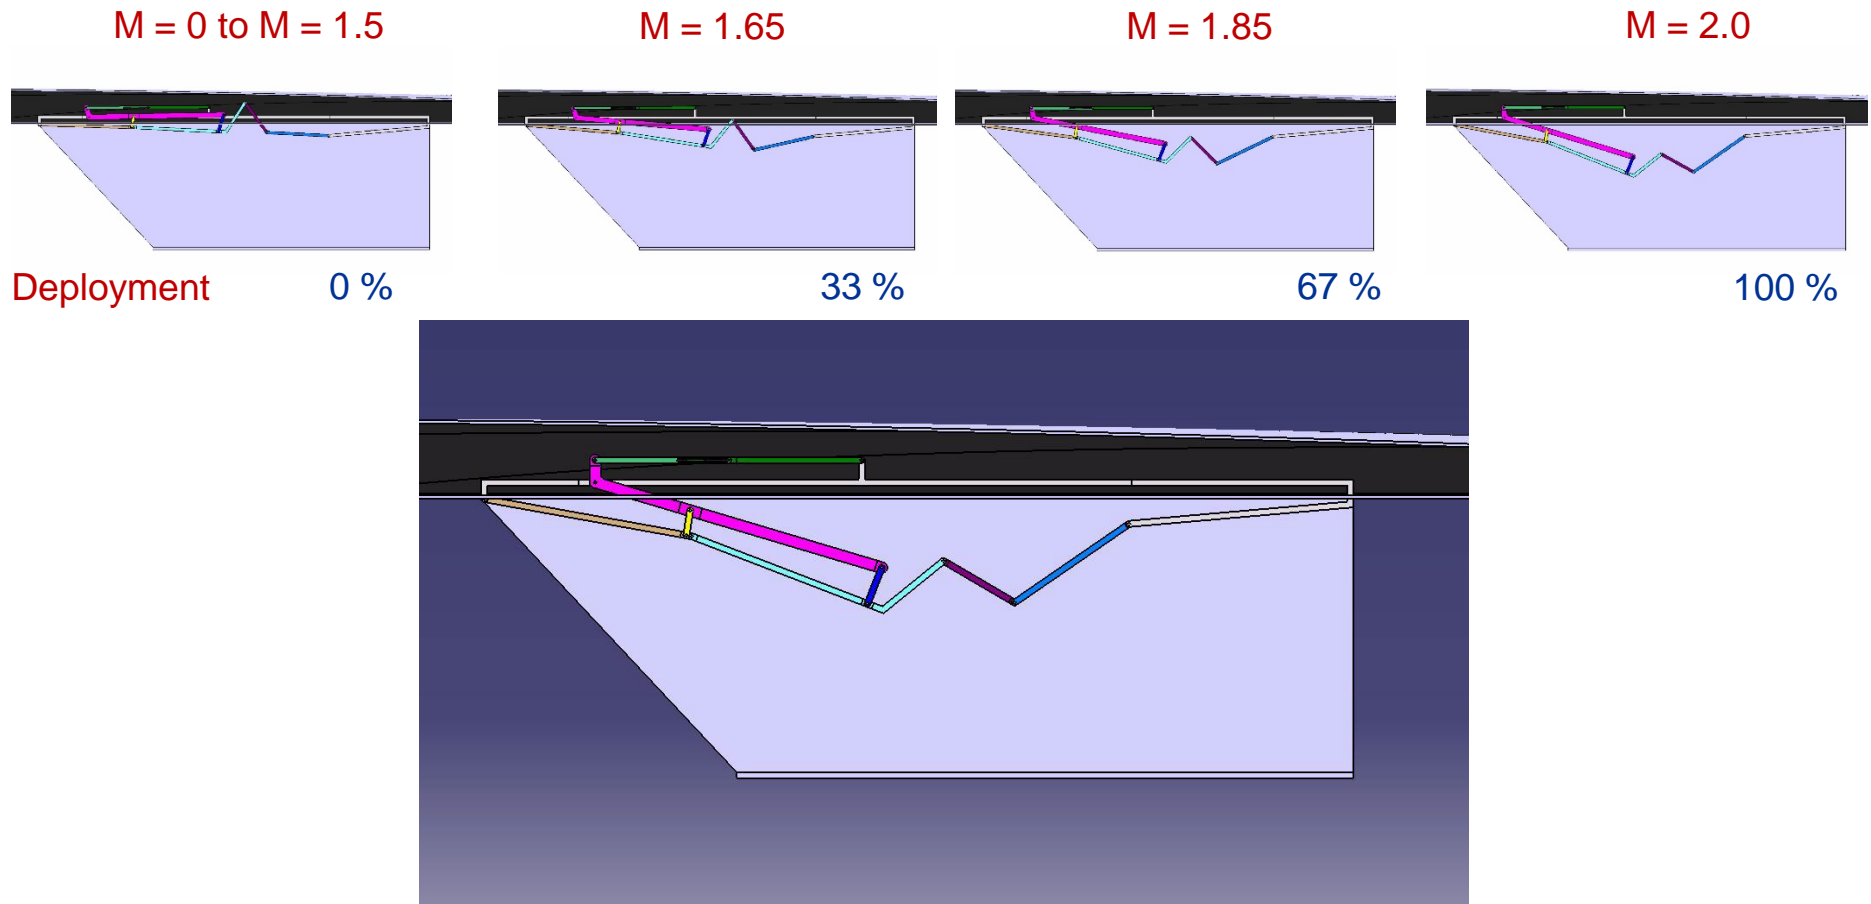 M = 0 to M = 1.5
M = 1.65
M = 1.85
M = 2.0
Deployment
0 %
33 %
67 %
100 %